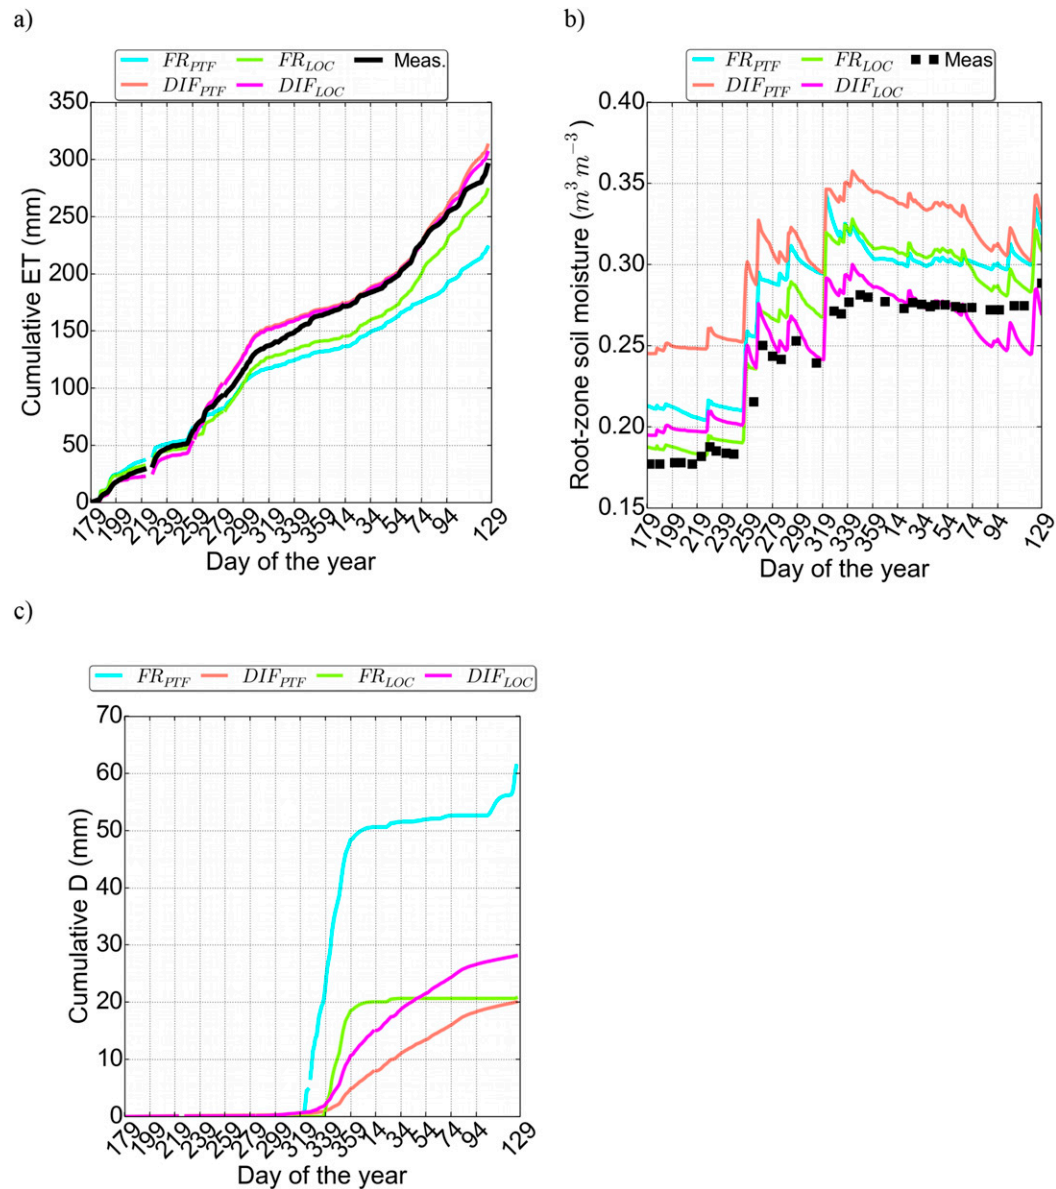 a)
FR_PTF FR_LOC Meas.
DIF_PTF DIF_LOC
350
300
250
200
150
100
50
0
Cumulative ET (mm)
179 199 219 239 259 279 299 319 339 359 14 34 54 74 94 129
Day of the year
b)
FR_PTF FR_LOC Meas
DIF_PTF DIF_LOC
0.40
0.35
0.30
0.25
0.20
0.15
Root-zone soil moisture (m³ m⁻³)
179 199 219 239 259 279 299 319 339 359 14 34 54 74 94 129
Day of the year
c)
FR_PTF DIF_PTF FR_LOC DIF_LOC
70
60
50
40
30
20
10
0
Cumulative D (mm)
179 199 219 239 259 279 299 319 339 359 14 34 54 74 94 129
Day of the year